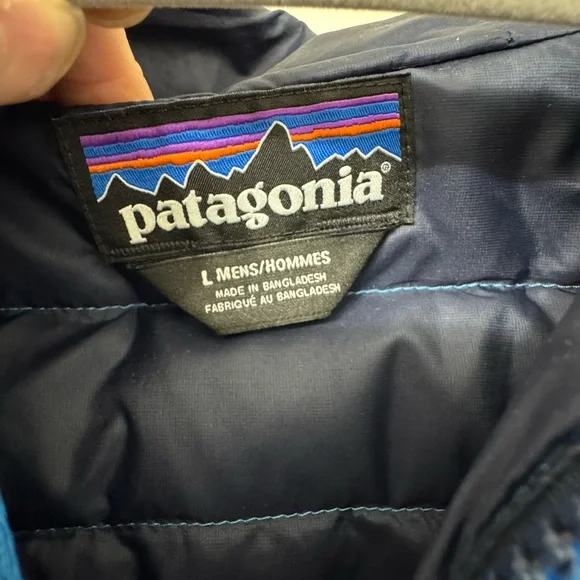 patagonia®
L MENS/HOMMES
MADE IN BANGLADESH
FABRIQUÉ AU BANGLADESH